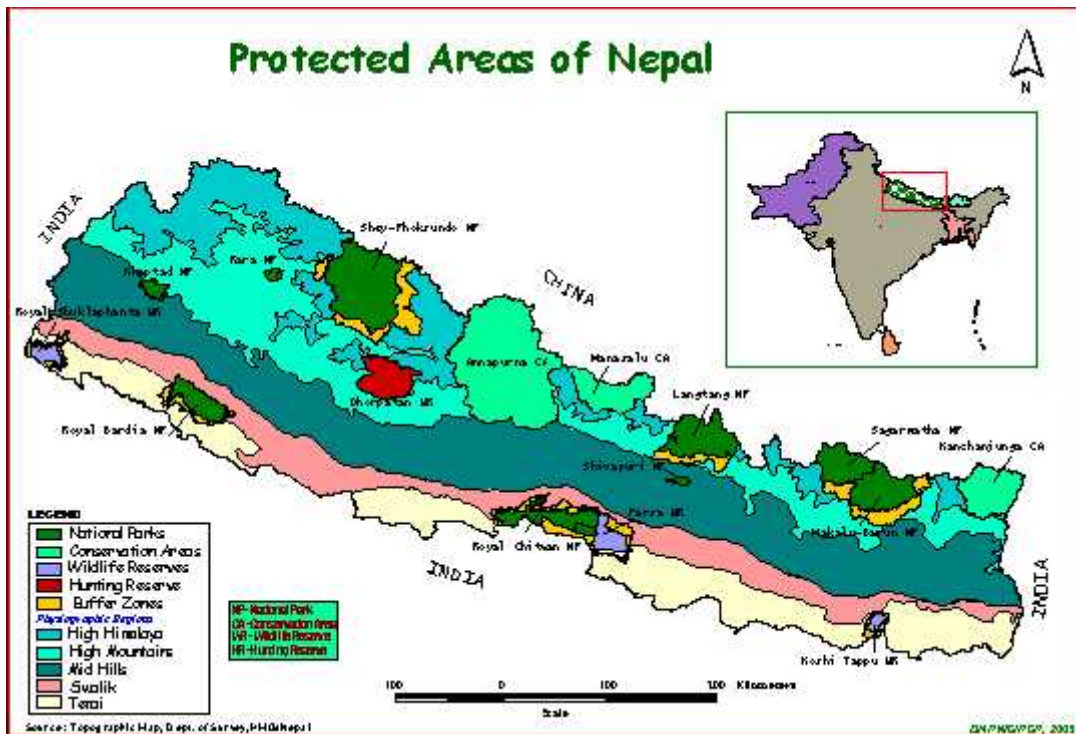 Protected Areas of Nepal
N
INDIA
Shey-Phoksundo NP
Rara NP
Khaptad NP
CHINA
Royal Shuklaphanta WR
Annapurna CA
Manaslu CA
Dhorpatan HR
Langtang NP
Royal Bardia NP
Sagarmatha NP
Kanchanjunga CA
Shivapuri NP
Parsa WR
Makalu-Barun NP
Royal Chitwan NP
INDIA
INDIA
Koshi Tappu WR
LEGEND
National Parks
Conservation Areas
Wildlife Reserves
Hunting Reserve
Buffer Zones
Physiographic Regions
High Himalaya
High Mountains
Mid Hills
Swalik
Terai
NP-National Park
CA-Conservation Area
WR-Wildlife Reserve
HR-Hunting Reserve
100 0 100 200 Kilometers
Scale
Source: Topographic Map, Dept. of Survey, HMG/Nepal
2005